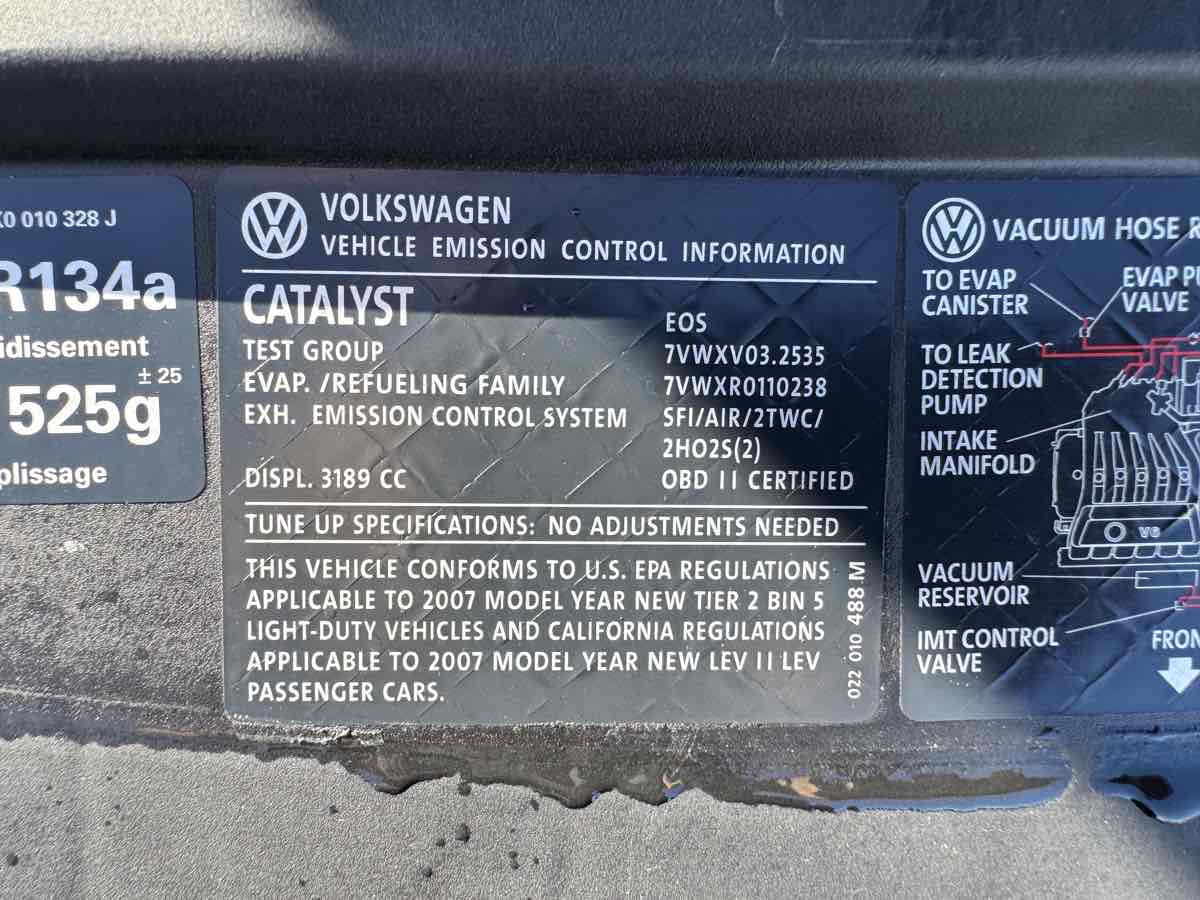 K0 010 328 J
R134a
idissement
± 25
525g
plissage
VOLKSWAGEN
VEHICLE EMISSION CONTROL INFORMATION
CATALYST
EOS
TEST GROUP 7VWXV03.2535
EVAP. /REFUELING FAMILY 7VWXR0110238
EXH. EMISSION CONTROL SYSTEM SFI/AIR/2TWC/
2HO2S(2)
DISPL. 3189 CC OBD II CERTIFIED
TUNE UP SPECIFICATIONS: NO ADJUSTMENTS NEEDED
THIS VEHICLE CONFORMS TO U.S. EPA REGULATIONS
APPLICABLE TO 2007 MODEL YEAR NEW TIER 2 BIN 5
LIGHT-DUTY VEHICLES AND CALIFORNIA REGULATIONS
APPLICABLE TO 2007 MODEL YEAR NEW LEV II LEV
PASSENGER CARS.
022 010 488 M
VACUUM HOSE R
TO EVAP
CANISTER
EVAP PU
VALVE
TO LEAK
DETECTION
PUMP
INTAKE
MANIFOLD
V6
VACUUM
RESERVOIR
IMT CONTROL
VALVE
FRON